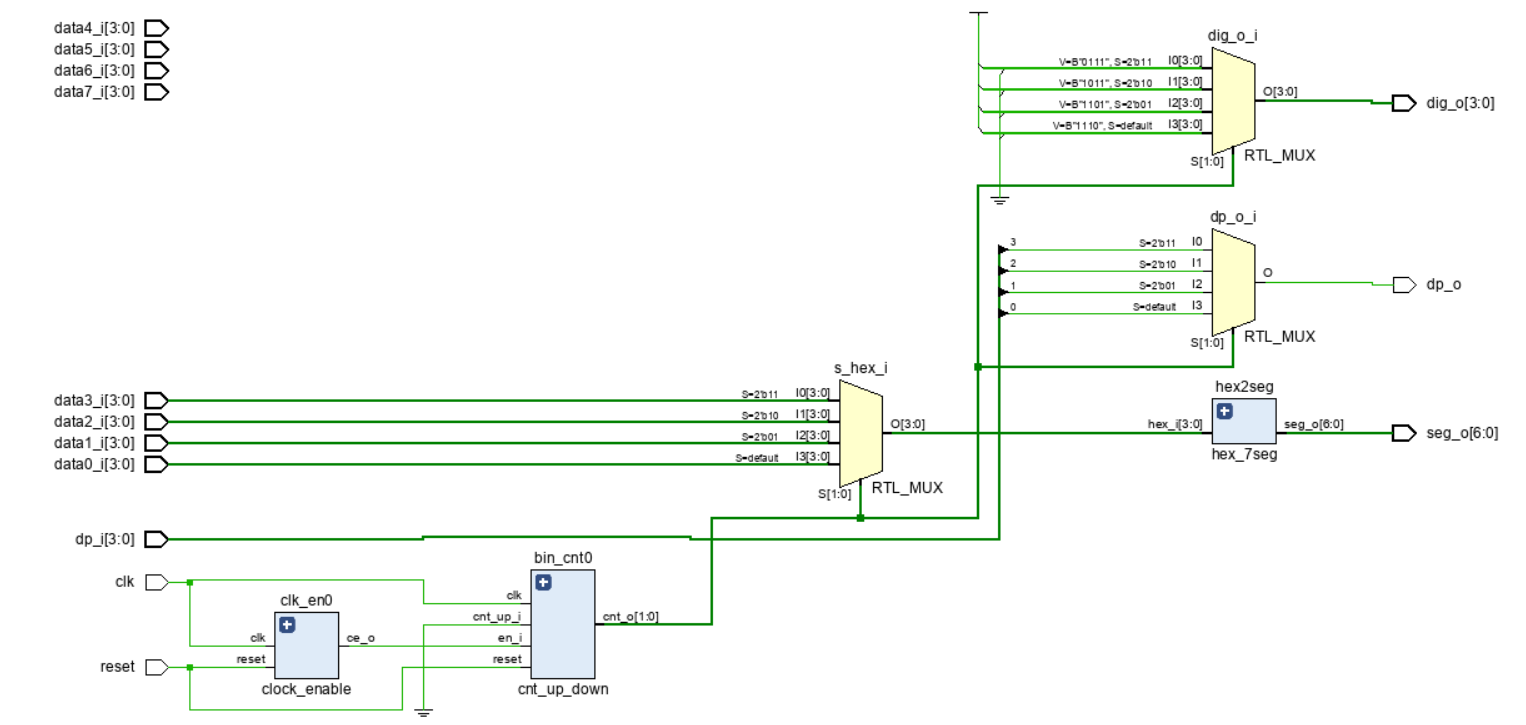 data4_i[3:0]
data5_i[3:0]
data6_i[3:0]
data7_i[3:0]
dig_o_i
V=B"0111", S=2'b11 I0[3:0]
V=B"1011", S=2'b10 I1[3:0]
V=B"1101", S=2'b01 I2[3:0]
V=B"1110", S=default I3[3:0]
O[3:0]
dig_o[3:0]
S[1:0]
RTL_MUX
dp_o_i
3 S=2'b11 I0
2 S=2'b10 I1
1 S=2'b01 I2
0 S=default I3
O
dp_o
S[1:0]
RTL_MUX
s_hex_i
data3_i[3:0] S=2'b11 I0[3:0]
data2_i[3:0] S=2'b10 I1[3:0]
data1_i[3:0] S=2'b01 I2[3:0]
data0_i[3:0] S=default I3[3:0]
O[3:0]
S[1:0]
RTL_MUX
hex2seg
hex_i[3:0]
seg_o[6:0]
seg_o[6:0]
hex_7seg
dp_i[3:0]
clk
reset
clk_en0
clk
reset
ce_o
clock_enable
bin_cnt0
clk
cnt_up_i
en_i
reset
cnt_o[1:0]
cnt_up_down